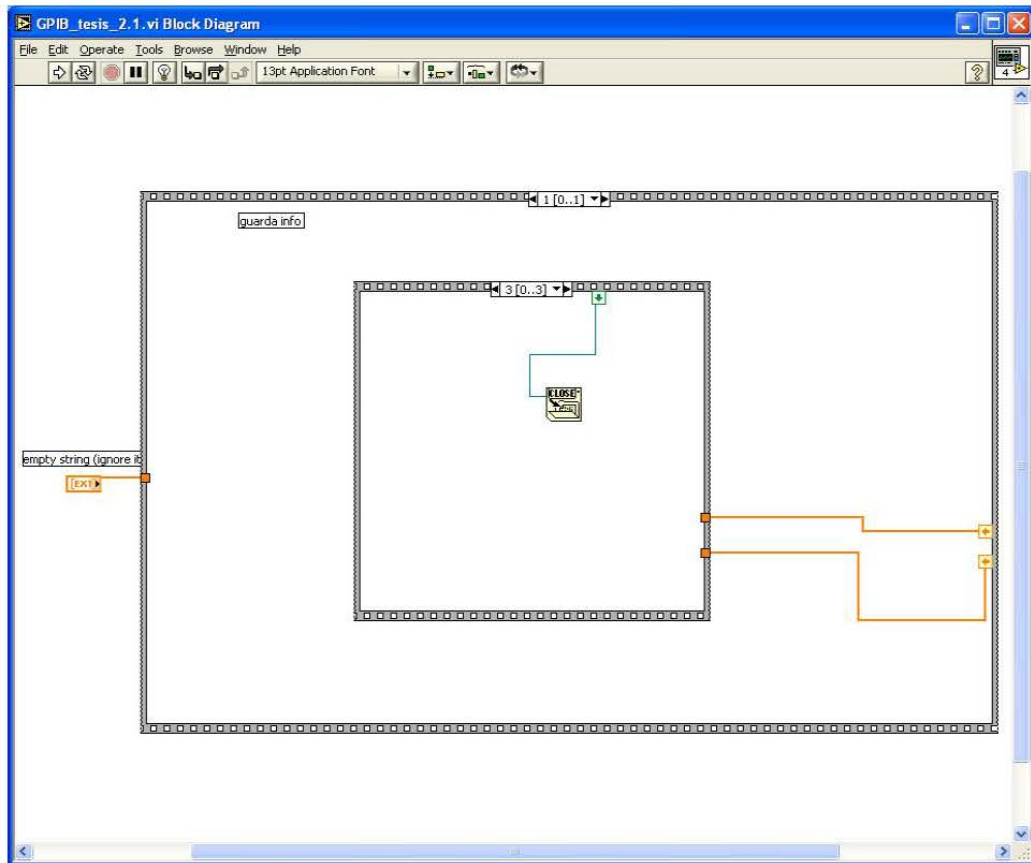 GPIB_tesis_2.1.vi Block Diagram
File Edit Operate Tools Browse Window Help
13pt Application Font
4
1 [0..1]
guarda info
3 [0..3]
CLOSE
empty string (ignore it
[EXT]